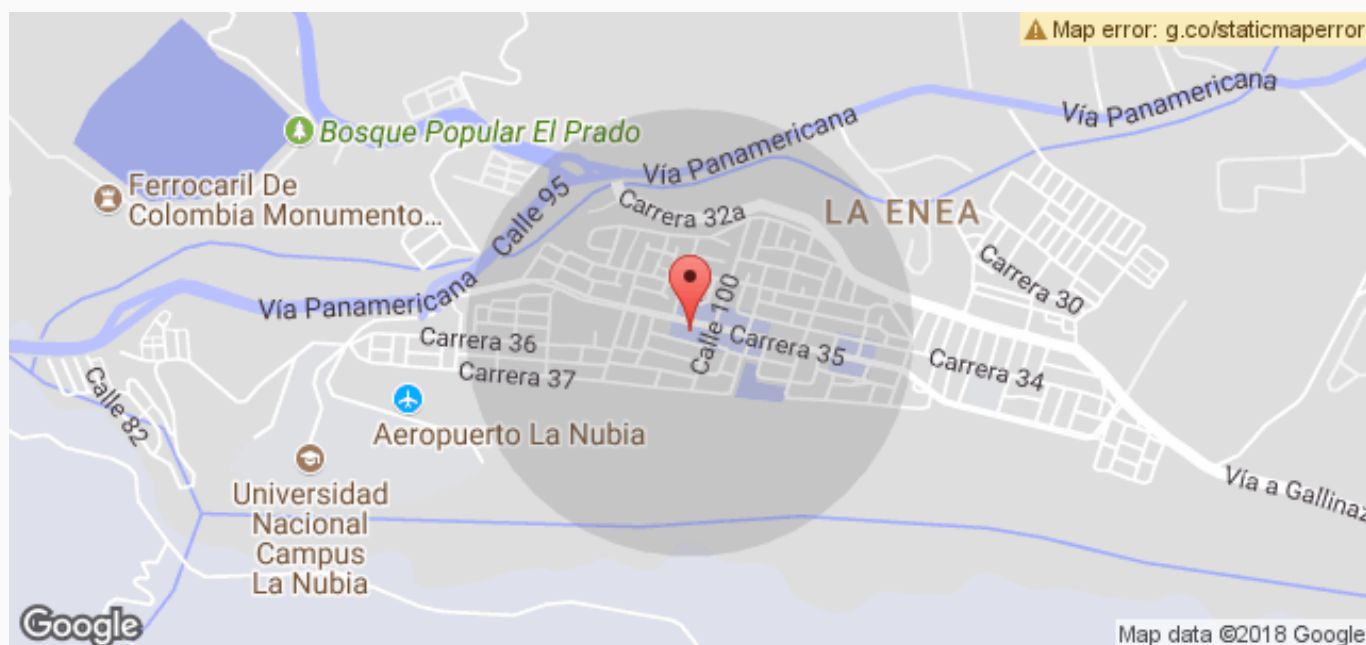 Map error: g.co/staticmaperror
Vía Panamericana
Bosque Popular El Prado
Vía Panamericana
Ferrocaril De
Colombia Monumento...
Calle 95
Carrera 32a
LA ENEA
Vía Panamericana
Carrera 30
Calle 100
Carrera 36
Carrera 35
Carrera 34
Carrera 37
Calle 82
Aeropuerto La Nubia
Universidad
Nacional
Campus
La Nubia
Vía a Gallinaz
Google
Map data ©2018 Google